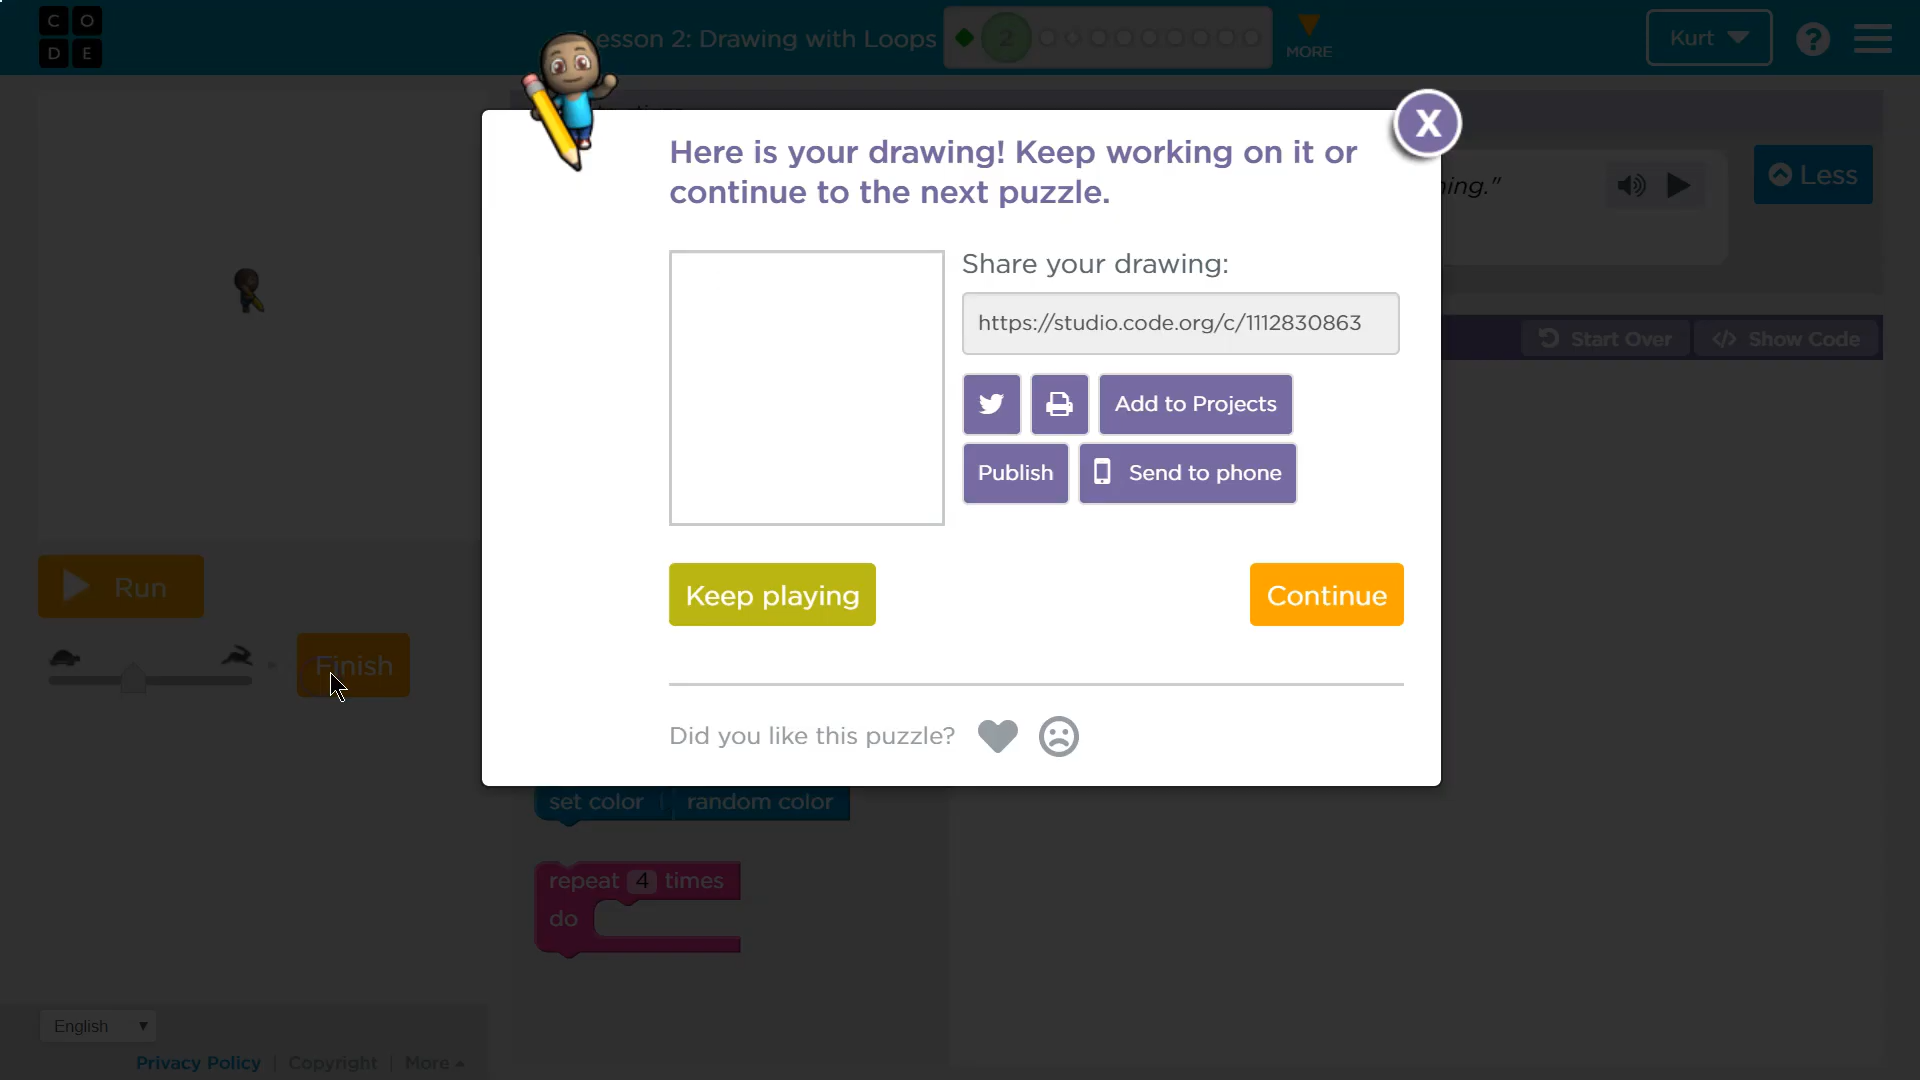 C O
D E
Lesson 2: Drawing with Loops
2
MORE
Kurt
?
X
Here is your drawing! Keep working on it or
continue to the next puzzle.
ning."
Less
Share your drawing:
https://studio.code.org/c/1112830863
Start Over
</> Show Code
Add to Projects
Publish
Send to phone
Run
Keep playing
Continue
Finish
Did you like this puzzle?
set color random color
repeat 4 times
do
English
Privacy Policy | Copyright | More